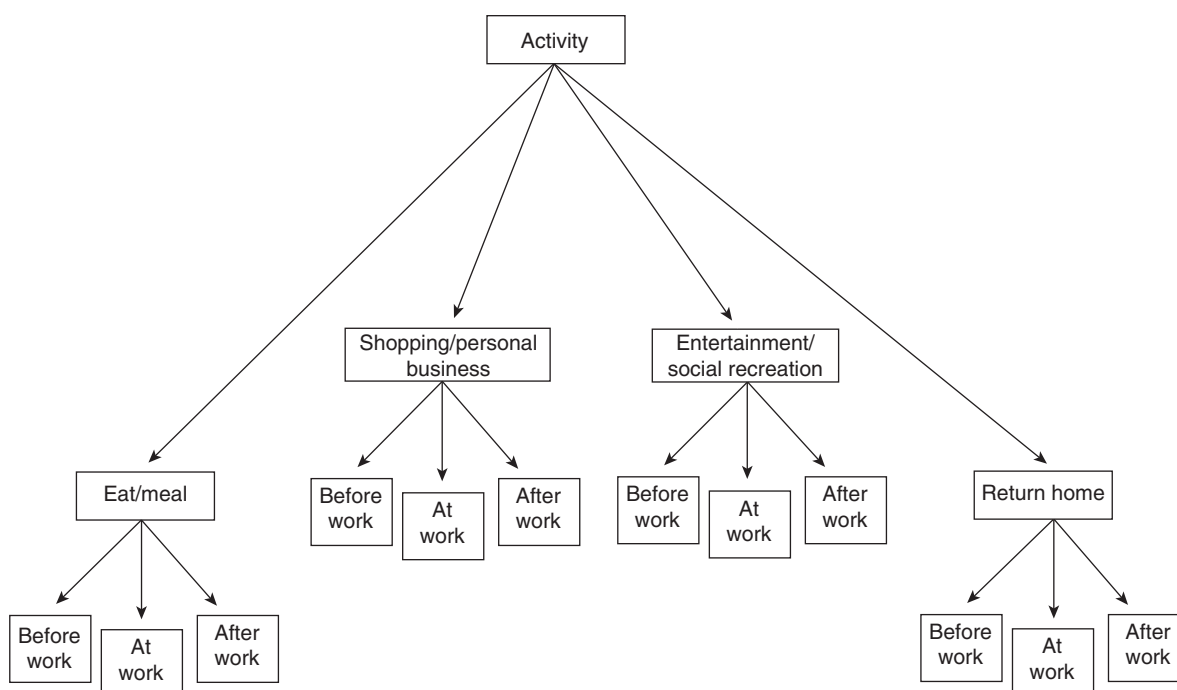 Activity
Shopping/personal
business
Entertainment/
social recreation
Eat/meal
Return home
Before
work
At
work
After
work
Before
work
At
work
After
work
Before
work
At
work
After
work
Before
work
At
work
After
work